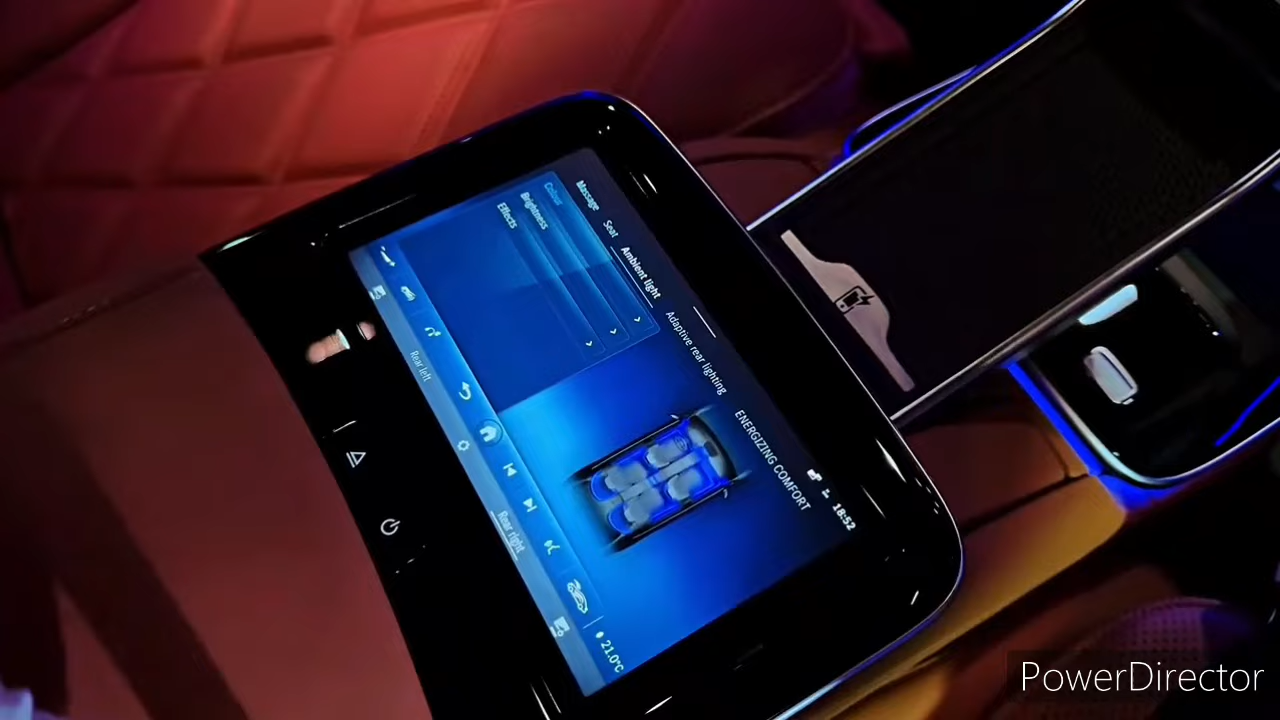 18:52
ENERGIZING COMFORT
Adaptive rear lighting
Massage Seat Ambient light
Colour
Brightness
Effects
Rear left
Rear right
21.0°C
PowerDirector